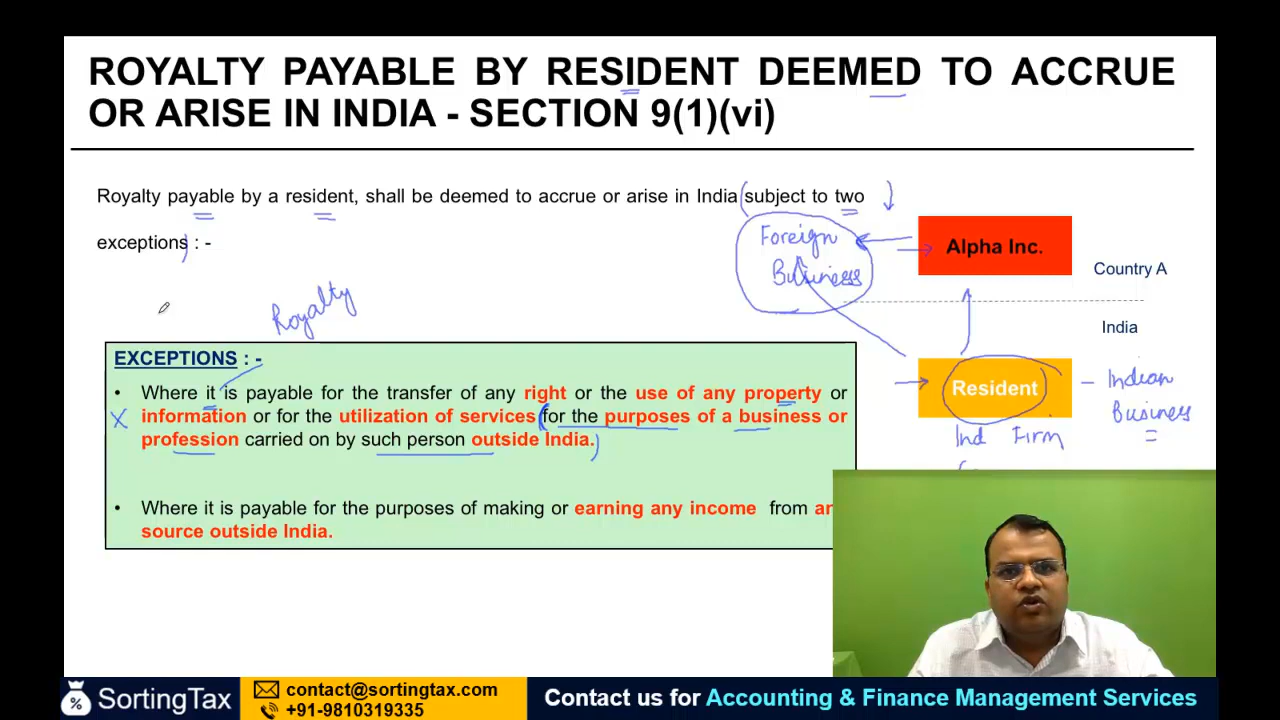 ROYALTY PAYABLE BY RESIDENT DEEMED TO ACCRUE
OR ARISE IN INDIA - SECTION 9(1)(vi)
Royalty payable by a resident, shall be deemed to accrue or arise in India (subject to two
exceptions) : -
Foreign
Business
Alpha Inc.
Country A
India
Royalty
Resident
Indian
Business
Ind Firm
EXCEPTIONS : -
• Where it is payable for the transfer of any right or the use of any property or
X information or for the utilization of services (for the purposes of a business or
profession carried on by such person outside India.)
• Where it is payable for the purposes of making or earning any income from
source outside India.
SortingTax
contact@sortingtax.com
+91-9810319335
Contact us for Accounting & Finance Management Services